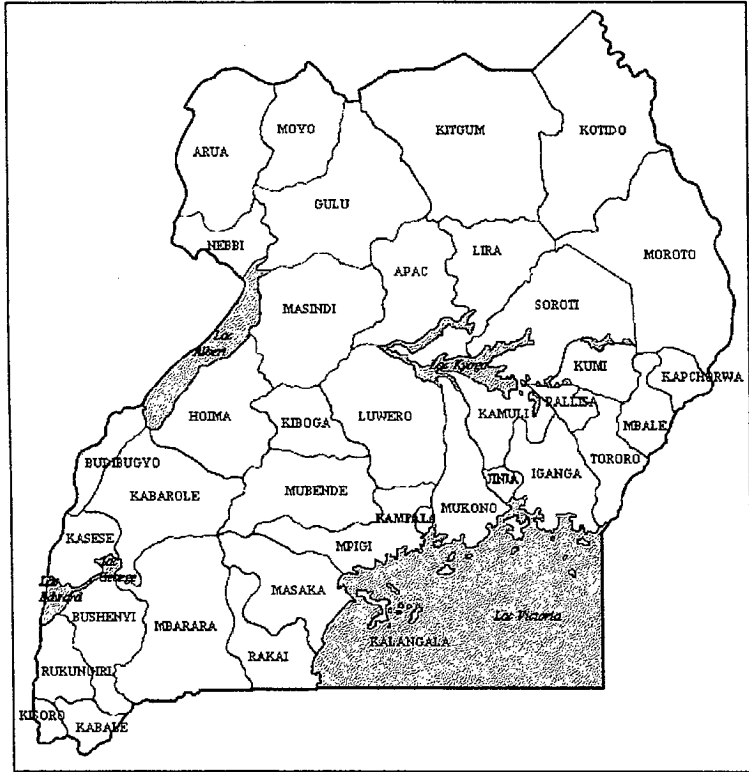 MOYO
KITGUM
KOTIDO
ARUA
GULU
NEBBI
LIRA
MOROTO
APAC
MASINDI
SOROTI
Lac
Albert
Lac Kyoga
KUMI
KAPCHORWA
HOIMA
KIBOGA
LUWERO
KAMULI
PALLISA
MBALE
BUDIBUGYO
TORORO
KABAROLE
MUBENDE
JINJA
IGANGA
KAMPALA
MUKONO
KASESE
MPIGI
Lac
George
Lac
Edward
MASAKA
BUSHENYI
MBARARA
Lac Victoria
KALANGALA
RAKAI
RUKUNGIRI
KISORO
KABALE